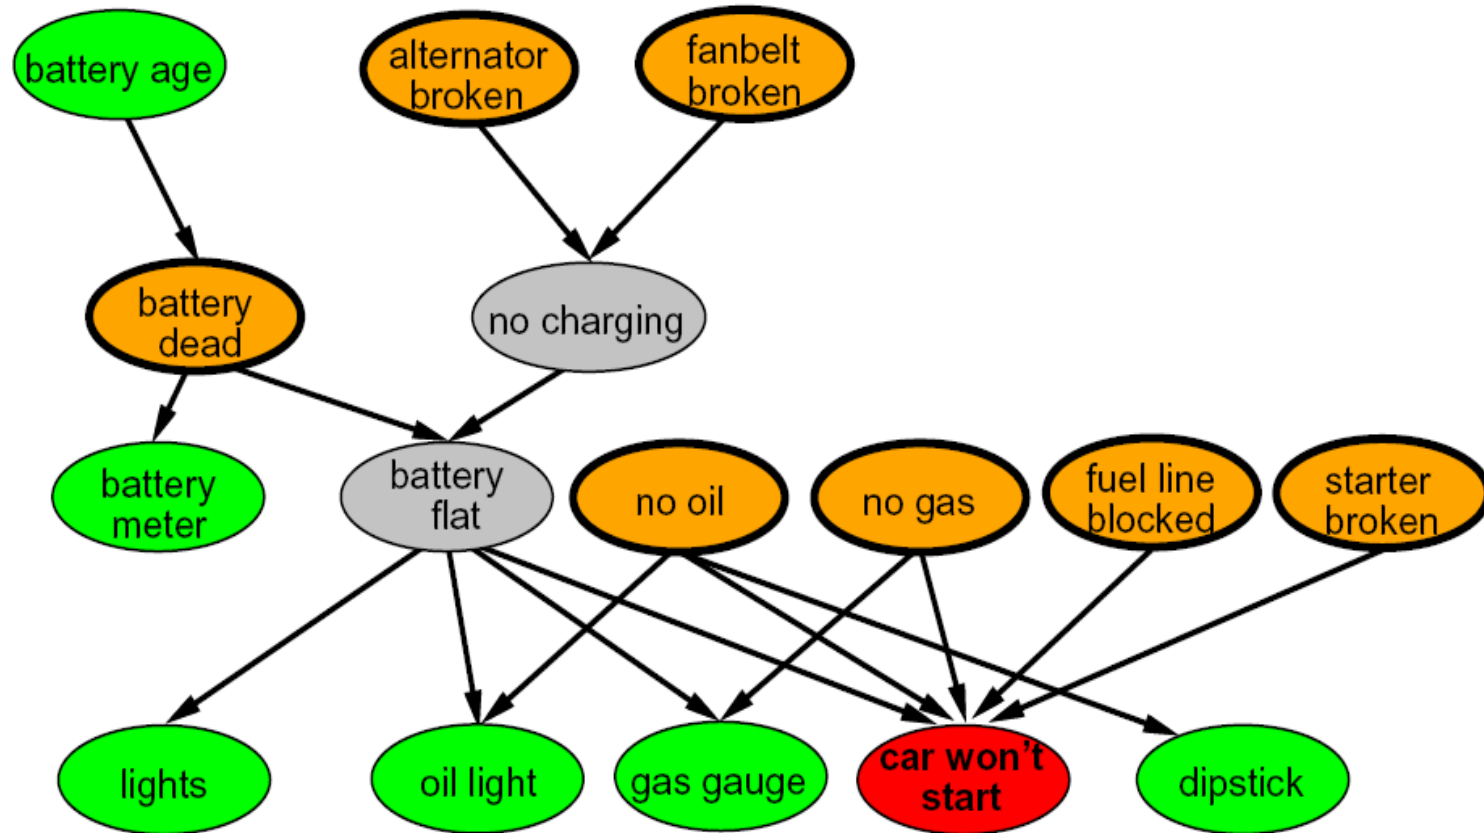 battery age
alternator
broken
fanbelt
broken
battery
dead
no charging
battery
meter
battery
flat
no oil
no gas
fuel line
blocked
starter
broken
lights
oil light
gas gauge
car won't
start
dipstick